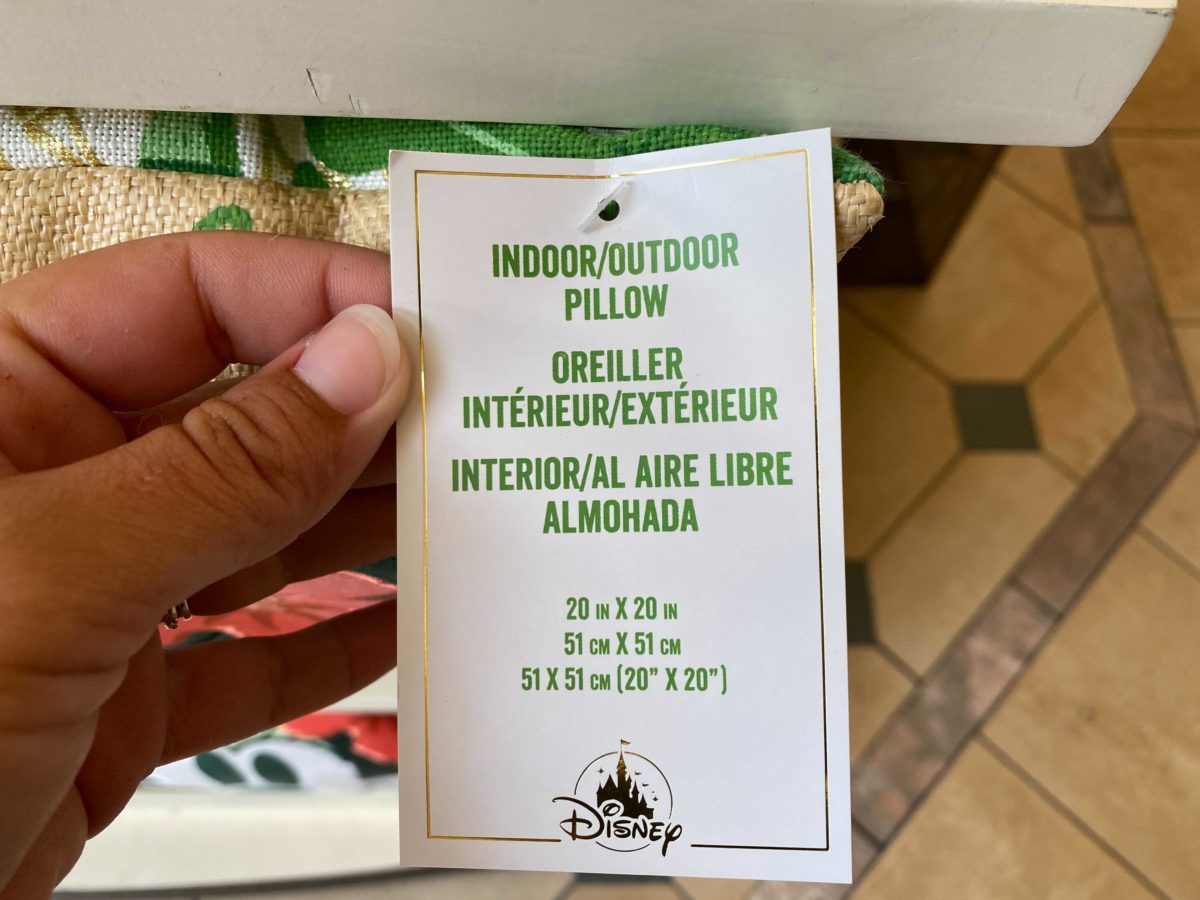 INDOOR/OUTDOOR
PILLOW
OREILLER
INTÉRIEUR/EXTÉRIEUR
INTERIOR/AL AIRE LIBRE
ALMOHADA
20 IN X 20 IN
51 CM X 51 CM
51 X 51 CM (20” X 20”)
Disney